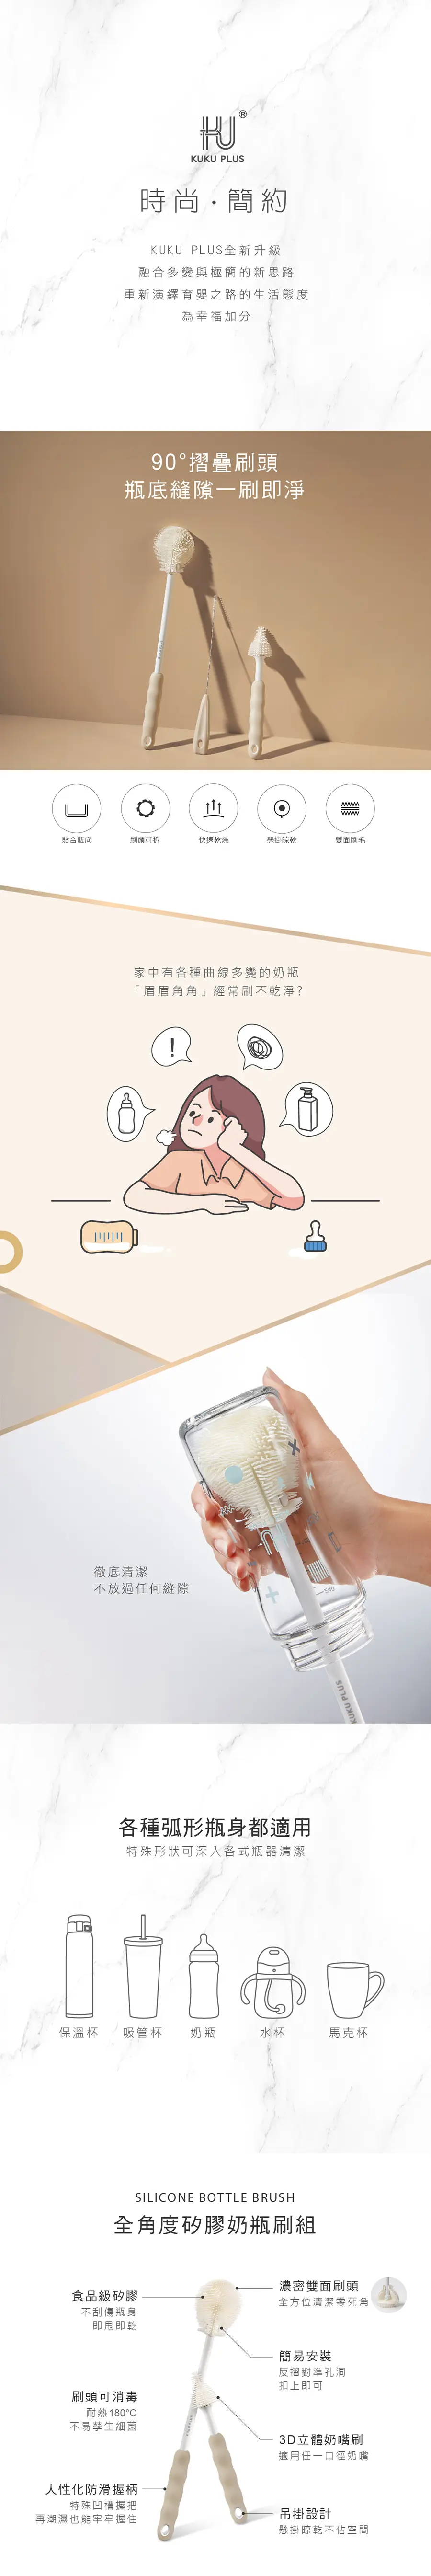 KU®
KUKU PLUS
時尚·簡約
KUKU PLUS全新升級
融合多變與極簡的新思路
重新演繹育嬰之路的生活態度
為幸福加分
90°摺疊刷頭
瓶底縫隙一刷即淨
貼合瓶底
刷頭可拆
快速乾燥
懸掛晾乾
雙面刷毛
家中有各種曲線多變的奶瓶
「眉眉角角」經常刷不乾淨?
!
徹底清潔
不放過任何縫隙
240
KUKU PLUS
各種弧形瓶身都適用
特殊形狀可深入各式瓶器清潔
保溫杯
吸管杯
奶瓶
水杯
馬克杯
SILICONE BOTTLE BRUSH
全角度矽膠奶瓶刷組
食品級矽膠
不刮傷瓶身
即甩即乾
濃密雙面刷頭
全方位清潔零死角
簡易安裝
反摺對準孔洞
扣上即可
刷頭可消毒
耐熱180°C
不易孳生細菌
3D立體奶嘴刷
適用任一口徑奶嘴
人性化防滑握柄
特殊凹槽握把
再潮濕也能牢牢握住
吊掛設計
懸掛晾乾不佔空間